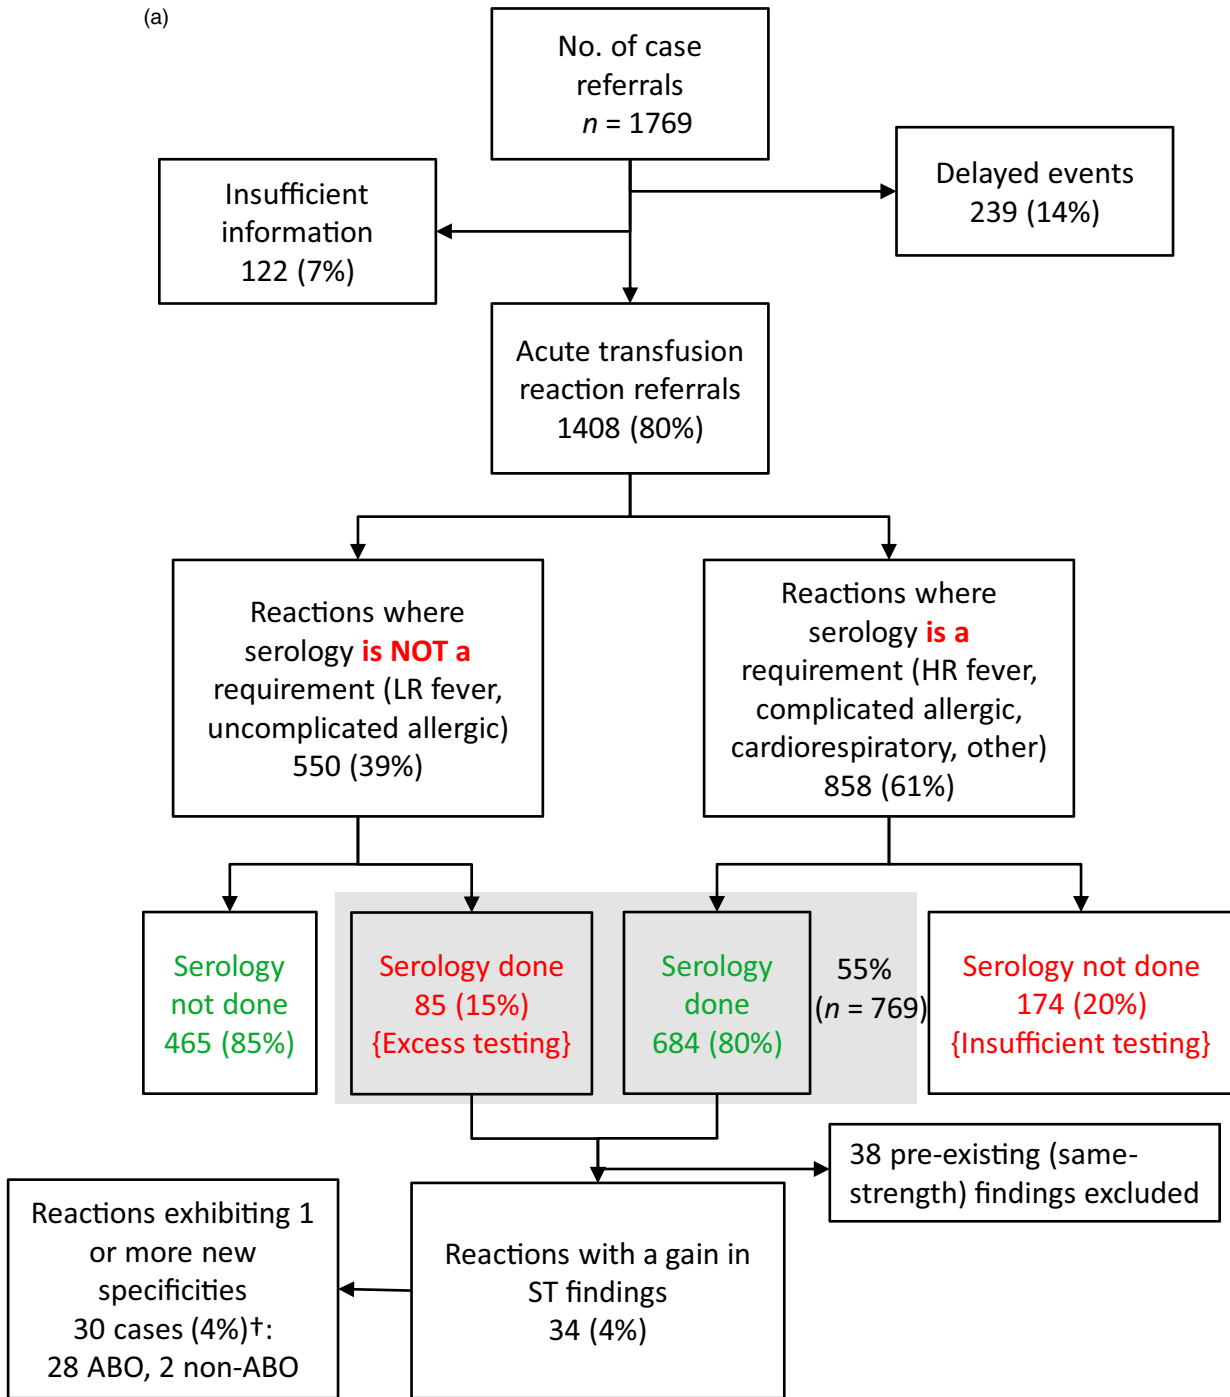 (a)
No. of case
referrals
n = 1769
Insufficient
information
122 (7%)
Delayed events
239 (14%)
Acute transfusion
reaction referrals
1408 (80%)
Reactions where
serology is NOT a
requirement (LR fever,
uncomplicated allergic)
550 (39%)
Reactions where
serology is a
requirement (HR fever,
complicated allergic,
cardiorespiratory, other)
858 (61%)
Serology
not done
465 (85%)
Serology done
85 (15%)
{Excess testing}
Serology
done
684 (80%)
55%
(n = 769)
Serology not done
174 (20%)
{Insufficient testing}
38 pre-existing (same-
strength) findings excluded
Reactions exhibiting 1
or more new
specificities
30 cases (4%)†:
28 ABO, 2 non-ABO
Reactions with a gain in
ST findings
34 (4%)